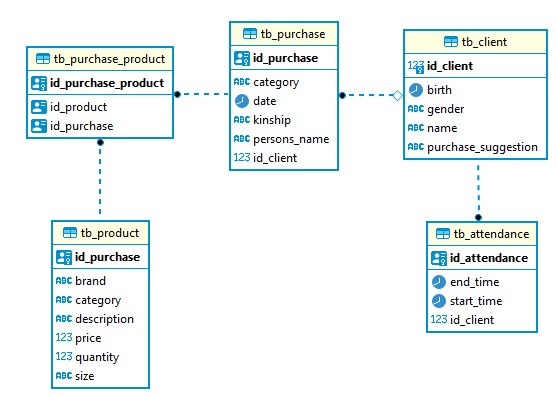 tb_purchase_product
id_purchase_product
id_product
id_purchase
tb_purchase
id_purchase
ABC category
date
ABC kinship
ABC persons_name
123 id_client
tb_client
123 id_client
birth
ABC gender
ABC name
ABC purchase_suggestion
tb_product
id_purchase
ABC brand
ABC category
ABC description
123 price
123 quantity
ABC size
tb_attendance
id_attendance
end_time
start_time
123 id_client